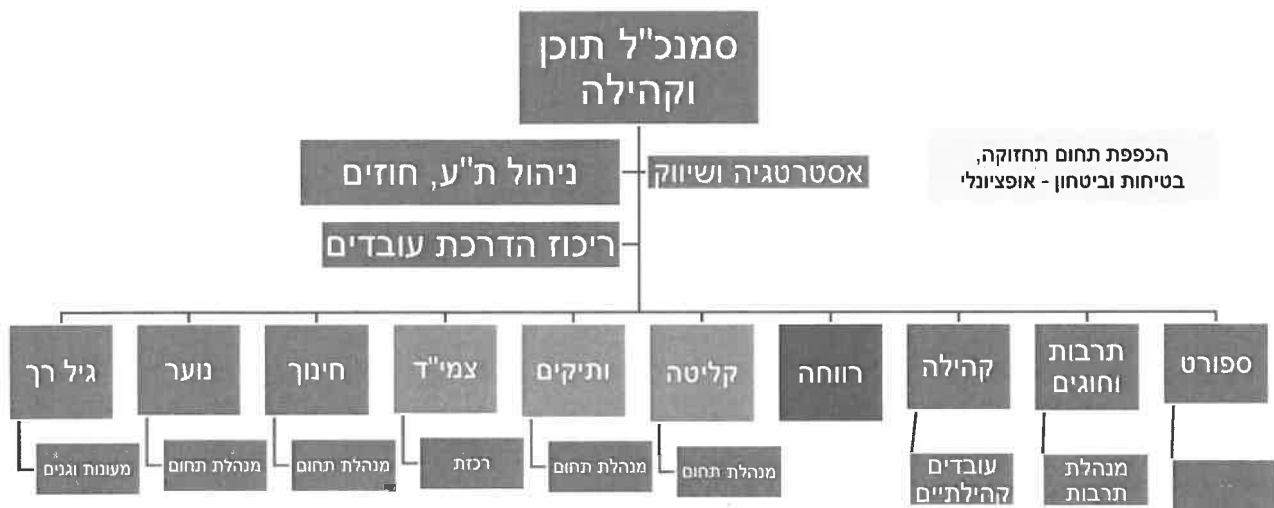 סמנכ"ל תוכן
וקהילה
אסטרטגיה ושיווק
ניהול ת"ע, חוזים
הכפפת תחום תחזוקה,
בטיחות וביטחון - אופציונלי
ריכוז הדרכת עובדים
ספורט
תרבות
וחוגים
קהילה
רווחה
קליטה
ותיקים
צמי"ד
חינוך
נוער
גיל רך
מנהלת
תרבות
עובדים
קהילתיים
מנהלת תחום
מנהלת תחום
רכזת
מנהלת תחום
מנהלת תחום
מעונות וגנים